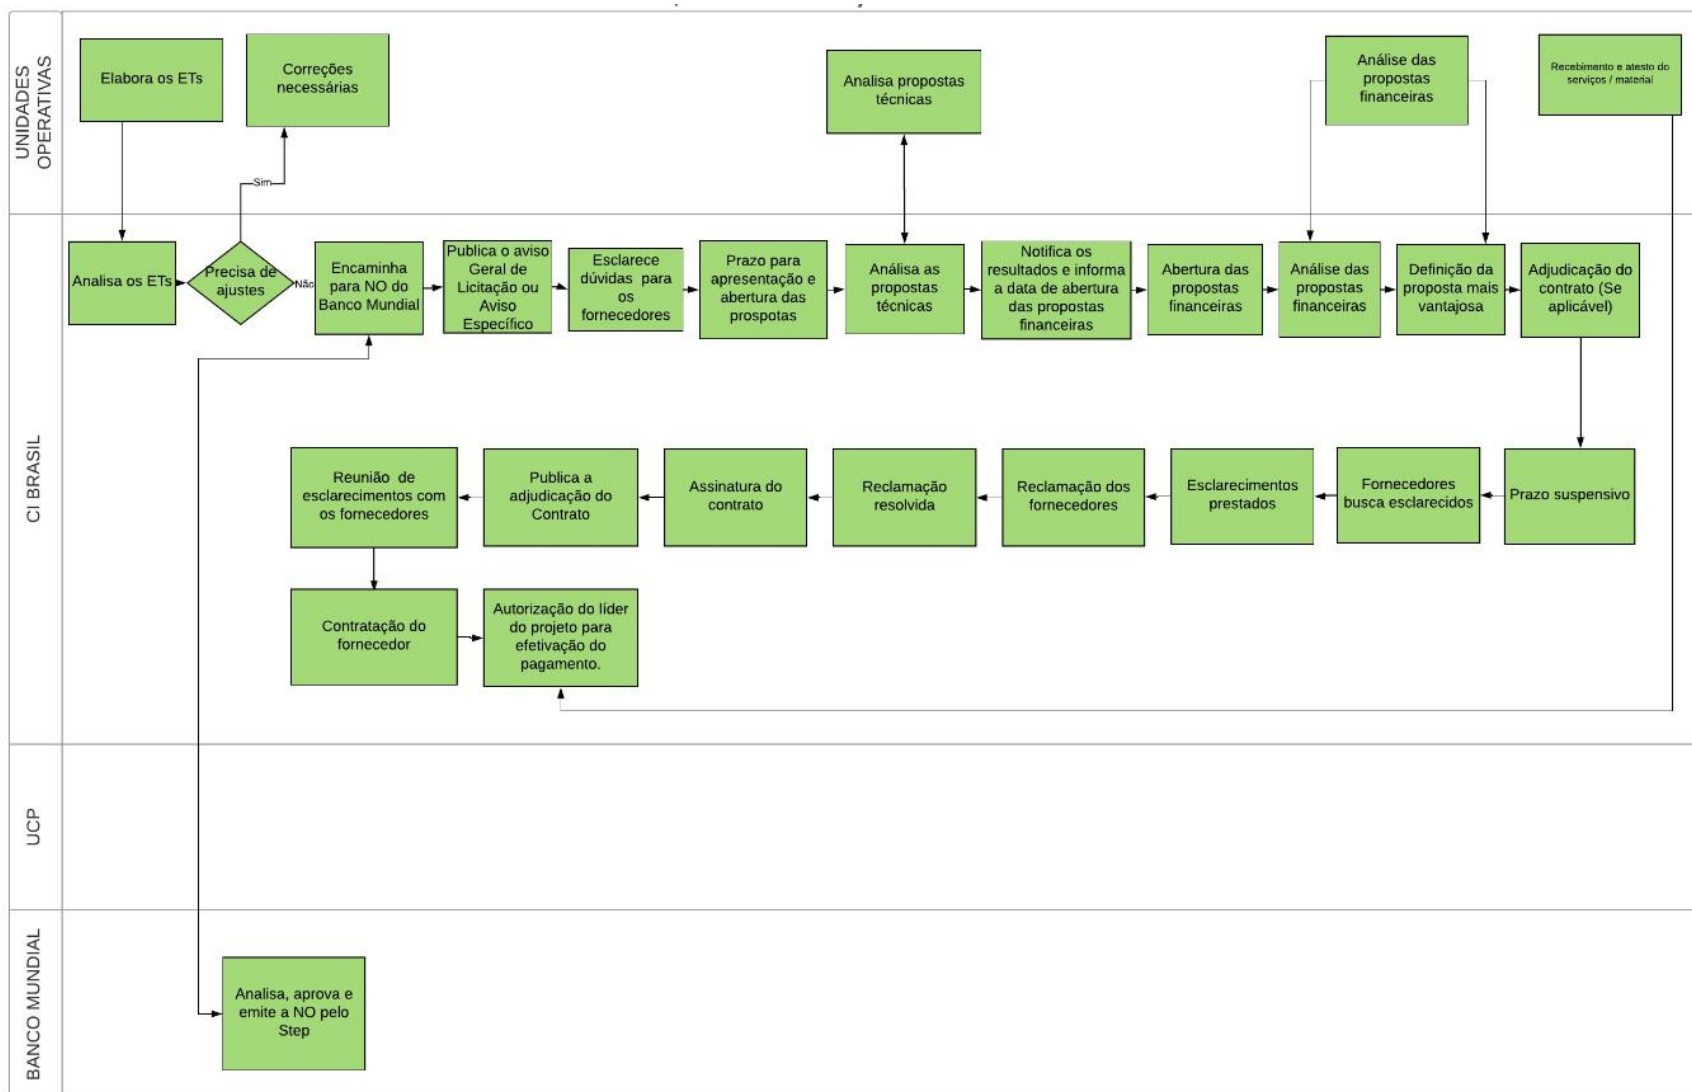 UNIDADES
OPERATIVAS
Elabora os ETs
Correções
necessárias
Analisa propostas
técnicas
Análise das
propostas
financeiras
Recebimento e atesto do
serviços / material
Sim
CI BRASIL
Analisa os ETs
Precisa de
ajustes
Não
Encaminha
para NO do
Banco Mundial
Publica o aviso
Geral de
Licitação ou
Aviso
Específico
Esclarece
dúvidas para
os
fornecedores
Prazo para
apresentação e
abertura das
prospotas
Análisa as
propostas
técnicas
Notifica os
resultados e informa
a data de abertura
das propostas
financeiras
Abertura das
propostas
financeiras
Análise das
propostas
financeiras
Definição da
proposta mais
vantajosa
Adjudicação do
contrato (Se
aplicável)
Reunião de
esclarecimentos com
os fornecedores
Publica a
adjudicação do
Contrato
Assinatura do
contrato
Reclamação
resolvida
Reclamação dos
fornecedores
Esclarecimentos
prestados
Fornecedores
busca esclarecidos
Prazo suspensivo
Contratação do
fornecedor
Autorização do líder
do projeto para
efetivação do
pagamento.
UCP
BANCO MUNDIAL
Analisa, aprova e
emite a NO pelo
Step